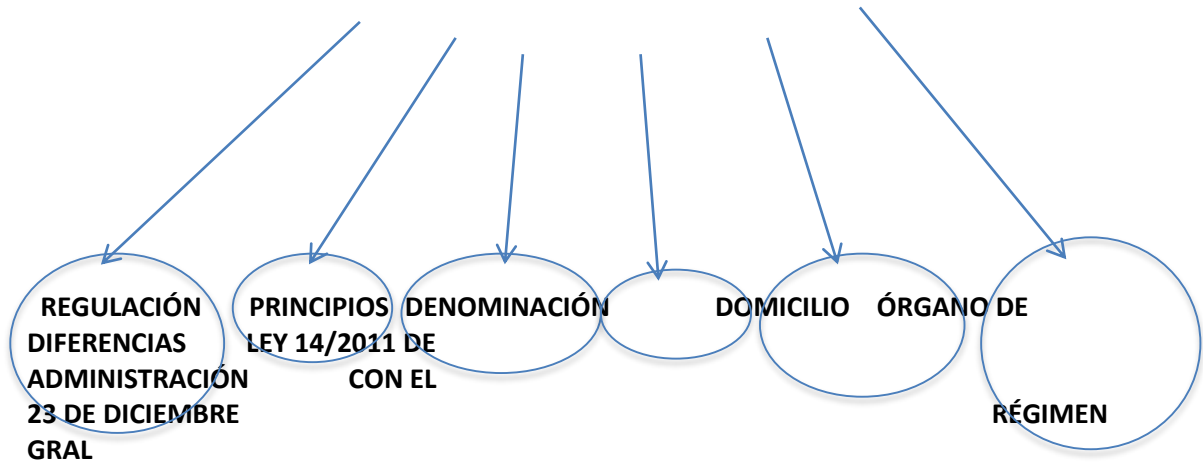 REGULACIÓN PRINCIPIOS DENOMINACIÓN DOMICILIO ÓRGANO DE
DIFERENCIAS LEY 14/2011 DE
ADMINISTRACIÓN CON EL
23 DE DICIEMBRE RÉGIMEN
GRAL